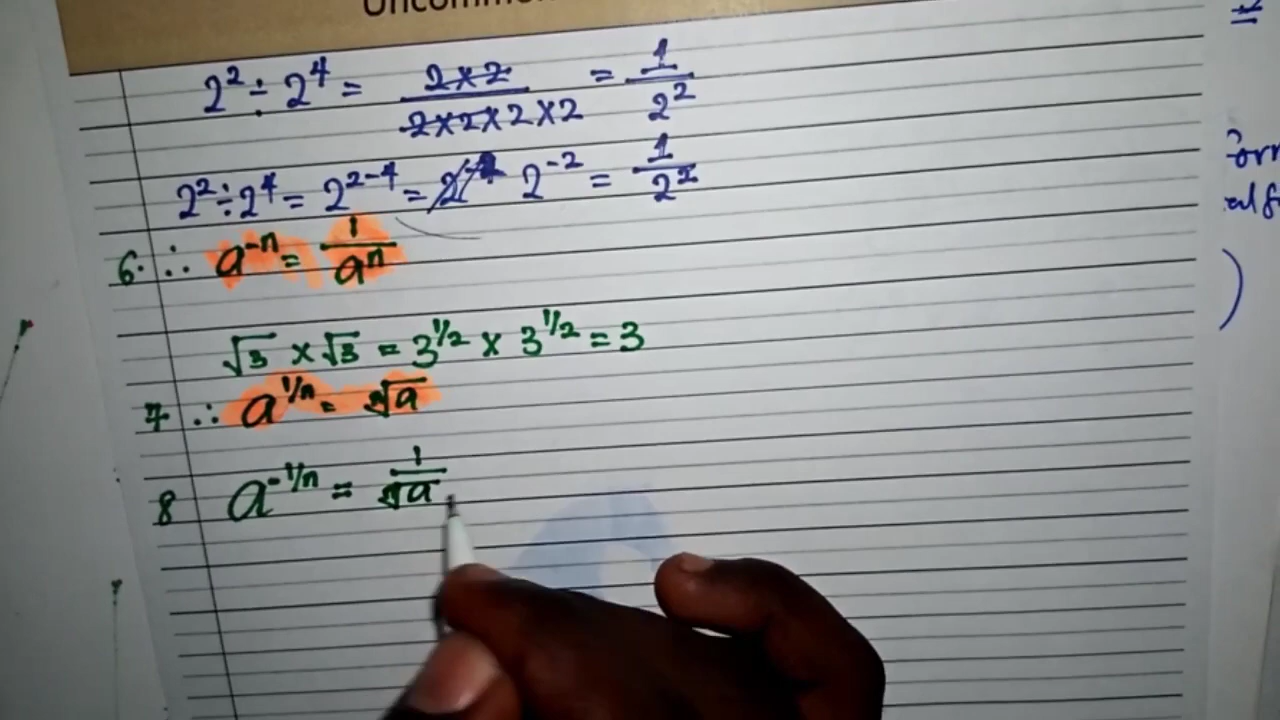 2² ÷ 2⁴ = (2×2)/(2×2×2×2) = 1/2²
2² ÷ 2⁴ = 2²⁻⁴ = 2⁻² = 1/2²
6. ∴ a⁻ⁿ = 1/aⁿ
√3 × √3 = 3^1/2 × 3^1/2 = 3
7 ∴ a^1/n = ⁿ√a
8 a^-1/n = 1/ⁿ√a